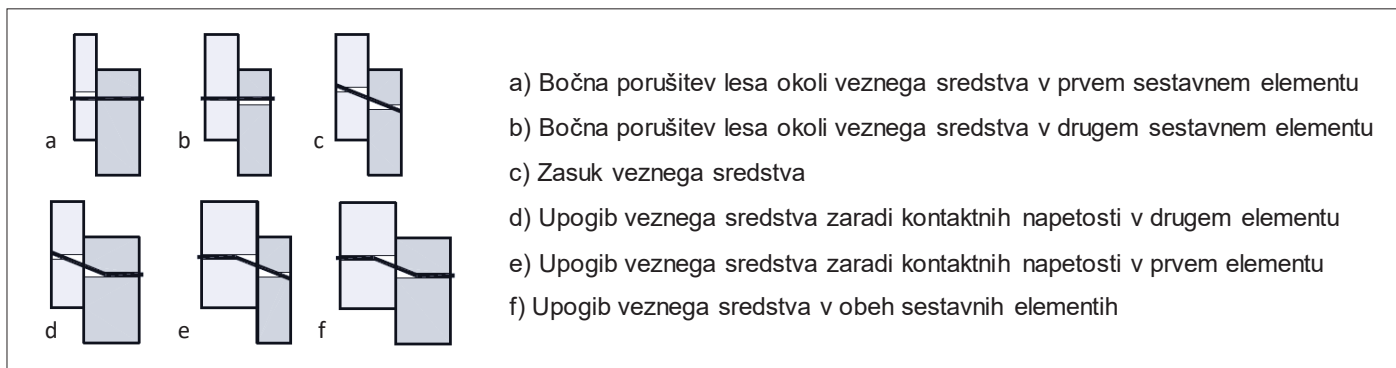 a
b
c
d
e
f
a) Bočna porušitev lesa okoli veznega sredstva v prvem sestavnem elementu
b) Bočna porušitev lesa okoli veznega sredstva v drugem sestavnem elementu
c) Zasuk veznega sredstva
d) Upogib veznega sredstva zaradi kontaktnih napetosti v drugem elementu
e) Upogib veznega sredstva zaradi kontaktnih napetosti v prvem elementu
f) Upogib veznega sredstva v obeh sestavnih elementih